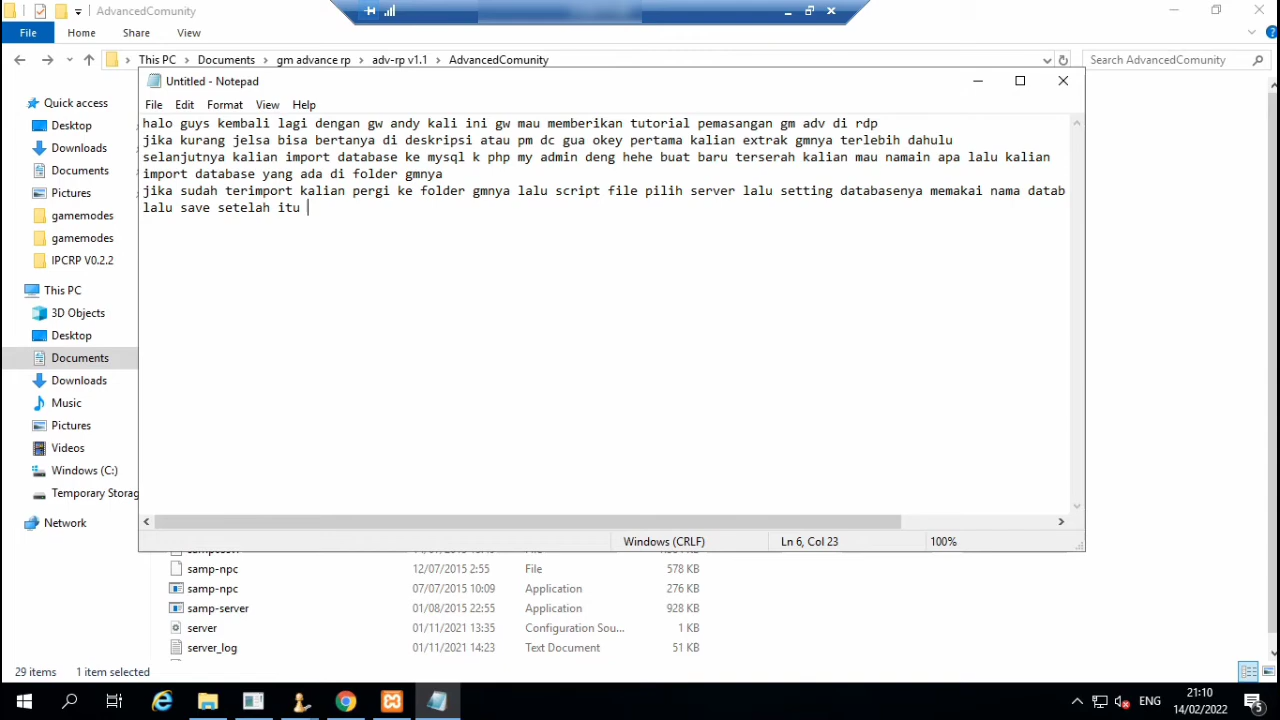 AdvancedComunity
File Home Share View
This PC > Documents > gm advance rp > adv-rp v1.1 > AdvancedComunity
Search AdvancedComunity
Untitled - Notepad
File Edit Format View Help
halo guys kembali lagi dengan gw andy kali ini gw mau memberikan tutorial pemasangan gm adv di rdp
jika kurang jelsa bisa bertanya di deskripsi atau pm dc gua okey pertama kalian extrak gmnya terlebih dahulu
selanjutnya kalian import database ke mysql k php my admin deng hehe buat baru terserah kalian mau namain apa lalu kalian
import database yang ada di folder gmnya
jika sudah terimport kalian pergi ke folder gmnya lalu script file pilih server lalu setting databasenya memakai nama datab
lalu save setelah itu
Windows (CRLF) Ln 6, Col 23 100%
Quick access
Desktop
Downloads
Documents
Pictures
gamemodes
gamemodes
IPCRP V0.2.2
This PC
3D Objects
Desktop
Documents
Downloads
Music
Pictures
Videos
Windows (C:)
Temporary Storag
Network
samp-npc 12/07/2015 2:55 File 578 KB
samp-npc 07/07/2015 10:09 Application 276 KB
samp-server 01/08/2015 22:55 Application 928 KB
server 01/11/2021 13:35 Configuration Sou... 1 KB
server_log 01/11/2021 14:23 Text Document 51 KB
29 items 1 item selected
ENG
21:10
14/02/2022
5